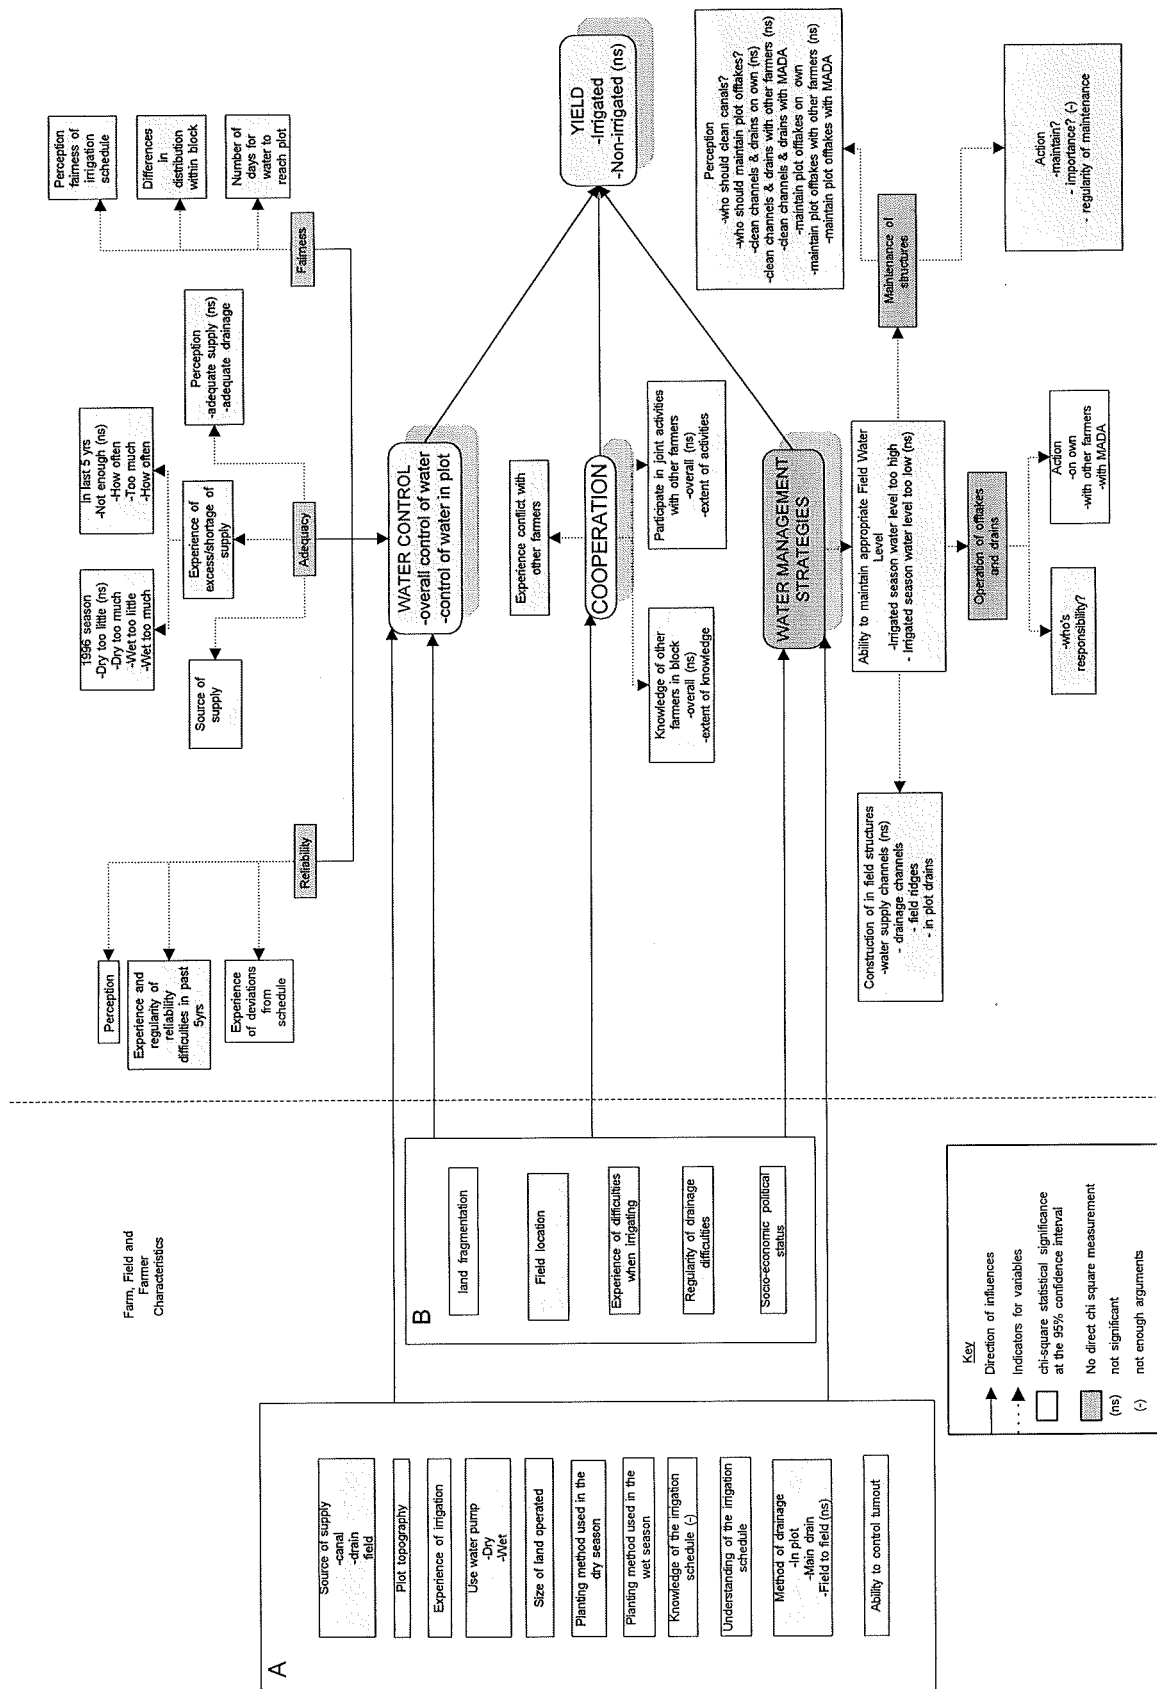 Farm, Field and
Farmer
Characteristics
A
Source of supply
-canal
-drain
field
Plot topography
Experience of irrigation
Use water pump
-Dry
-Wet
Size of land operated
Planting method used in the
dry season
Planting method used in the
wet season
Knowledge of the irrigation
schedule (-)
Understanding of the irrigation
schedule
Method of drainage
-In plot
-Main drain
-Field to field (ns)
Ability to control turnout
B
land fragmentation
Field location
Experience of difficulties
when irrigating
Regularity of drainage
difficulties
Socio-economic political
status
Key
Direction of influences
Indicators for variables
chi-square statistical significance
at the 95% confidence interval
No direct chi square measurement
(ns) not significant
(-) not enough arguments
Perception
Experience and
regularity of
reliability
difficulties in past
5yrs
Experience
of deviations
from
schedule
Reliability
1996 season
-Dry too little (ns)
-Dry too much
-Wet too little
-Wet too much
in last 5 yrs
-Not enough (ns)
-How often
-Too much
-How often
Source of
supply
Experience of
excess/shortage of
supply
Perception
-adequate supply (ns)
-adequate drainage
Adequacy
Perception
fairness of
irrigation
schedule
Differences
in
distribution
within block
Number of
days for
water to
reach plot
Fairness
WATER CONTROL
-overall control of water
-control of water in plot
Experience conflict with
other farmers
COOPERATION
Knowledge of other
farmers in block
-overall (ns)
-extent of knowledge
Participate in joint activities
with other farmers
-overall (ns)
-extent of activities
YIELD
-Irrigated
-Non-irrigated (ns)
WATER MANAGEMENT
STRATEGIES
Ability to maintain appropriate Field Water
Level
-Irrigated season water level too high
- Irrigated season water level too low (ns)
Construction of in field structures
-water supply channels (ns)
- drainage channels
- field ridges
- in plot drains
Operation of offtakes
and drains
-who's
responsibility?
Action
-on own
-with other farmers
-with MADA
Maintenance of
structures
Perception
-who should clean canals?
-who should maintain plot offtakes?
-clean channels & drains on own (ns)
-clean channels & drains with other farmers (ns)
-clean channels & drains with MADA
-maintain plot offtakes on own
-maintain plot offtakes with other farmers (ns)
-maintain plot offtakes with MADA
Action
-maintain?
- importance? (-)
- regularity of maintenance